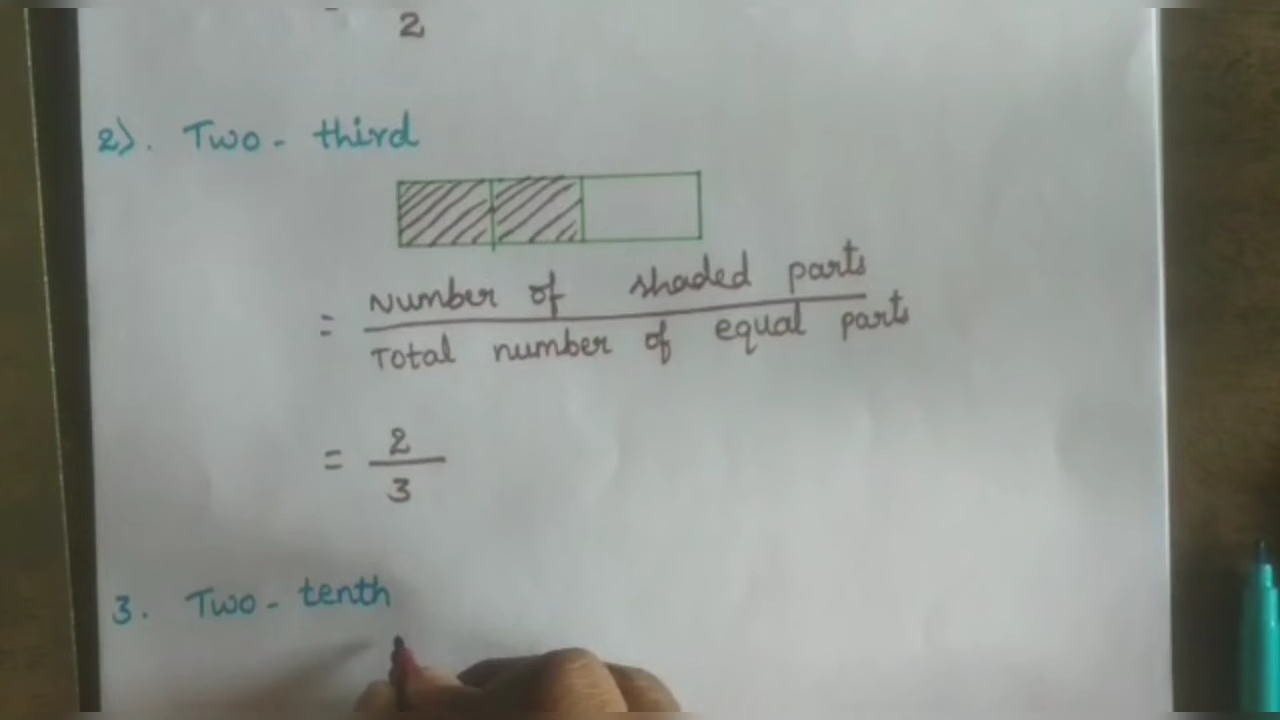 2
2). Two - third
= Number of shaded parts
Total number of equal parts
= 2
3
3. Two - tenth